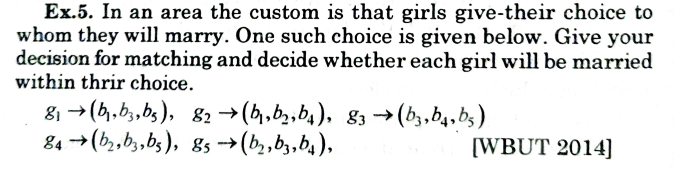 Ex.5. In an area the custom is that girls give-their choice to
whom they will marry. One such choice is given below. Give your
decision for matching and decide whether each girl will be married
within thrir choice.
g₁ → (b₁,b₃,b₅), g₂ → (b₁,b₂,b₄), g₃ → (b₃,b₄,b₅)
g₄ → (b₂,b₃,b₅), g₅ → (b₂,b₃,b₄), [WBUT 2014]